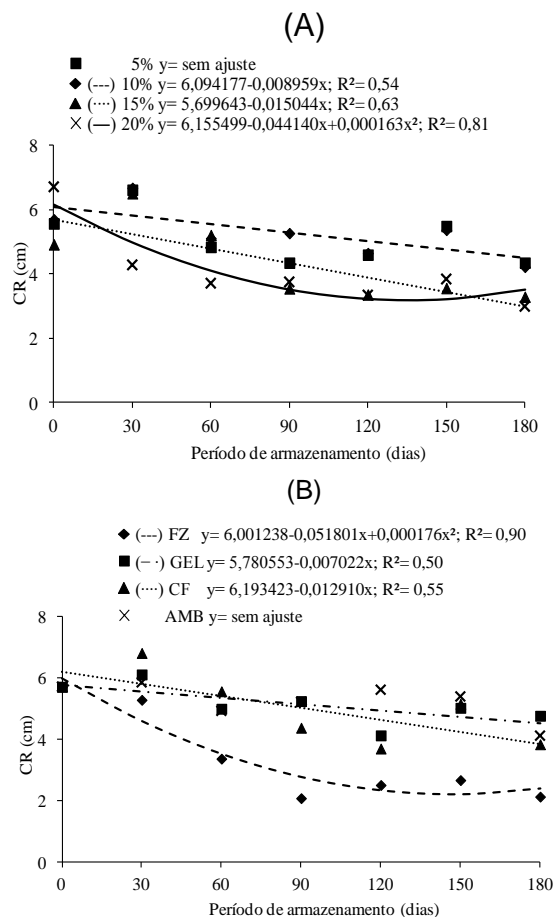 (A)
5% y= sem ajuste
(---) 10% y= 6,094177-0,008959x; R²= 0,54
(·····) 15% y= 5,699643-0,015044x; R²= 0,63
(—) 20% y= 6,155499-0,044140x+0,000163x²; R²= 0,81
8
6
4
2
0
CR (cm)
0 30 60 90 120 150 180
Período de armazenamento (dias)
(B)
(---) FZ y= 6,001238-0,051801x+0,000176x²; R²= 0,90
(– ·) GEL y= 5,780553-0,007022x; R²= 0,50
(·····) CF y= 6,193423-0,012910x; R²= 0,55
AMB y= sem ajuste
8
6
4
2
0
CR (cm)
0 30 60 90 120 150 180
Período de armazenamento (dias)